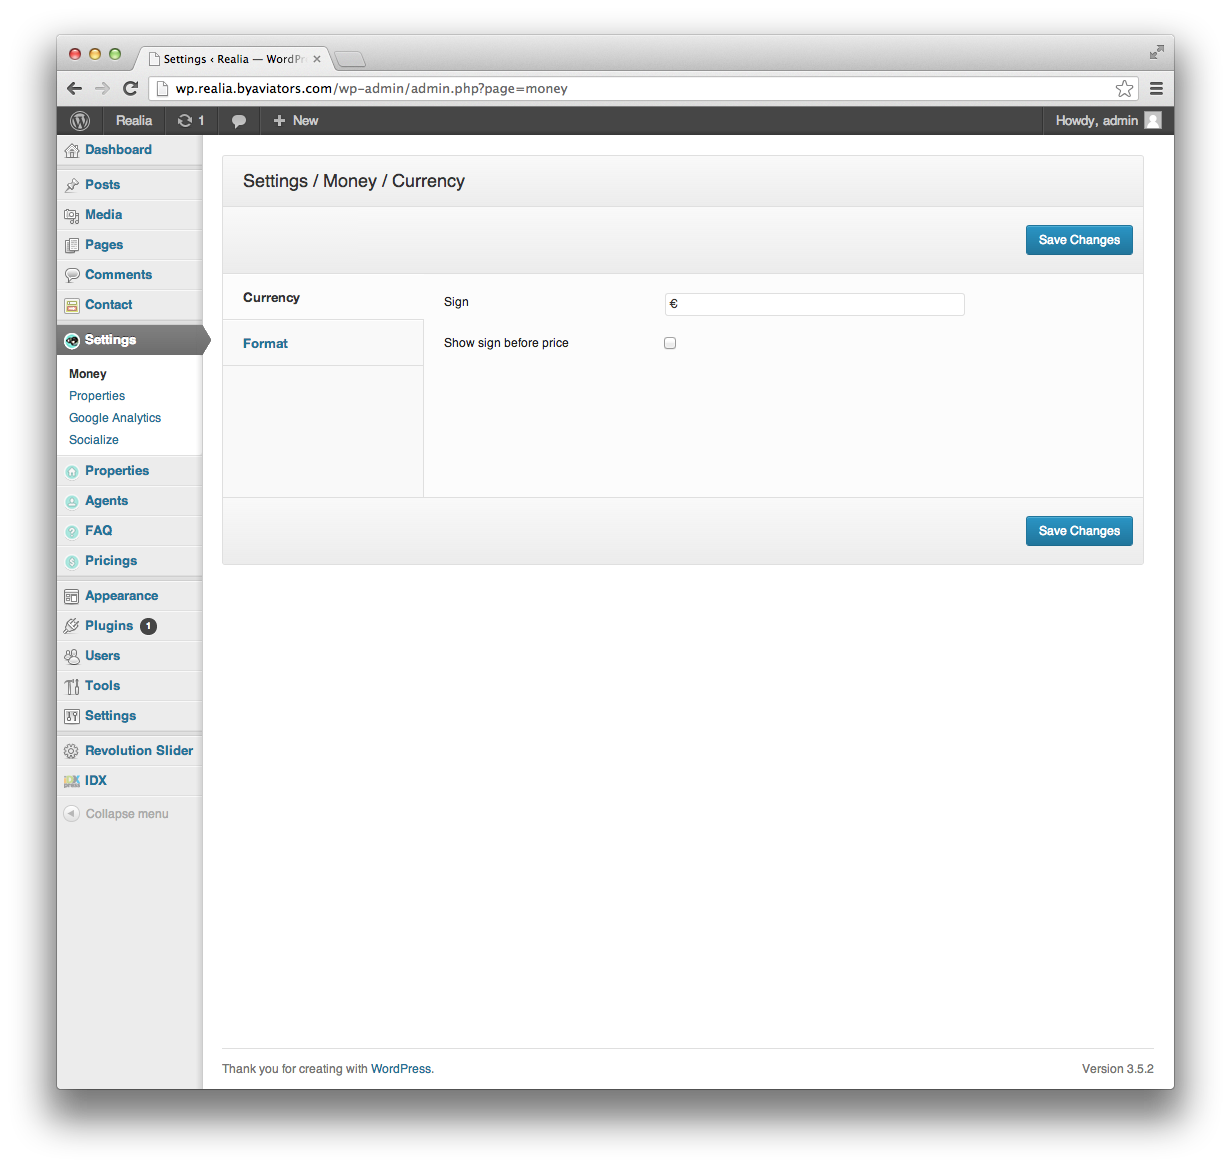 Settings ‹ Realia — WordPr
wp.realia.byaviators.com/wp-admin/admin.php?page=money
Realia 1 New Howdy, admin
Dashboard
Posts
Media
Pages
Comments
Contact
Settings
Money
Properties
Google Analytics
Socialize
Properties
Agents
FAQ
Pricings
Appearance
Plugins 1
Users
Tools
Settings
Revolution Slider
IDX
Collapse menu
Settings / Money / Currency
Save Changes
Currency
Format
Sign €
Show sign before price
Save Changes
Thank you for creating with WordPress. Version 3.5.2